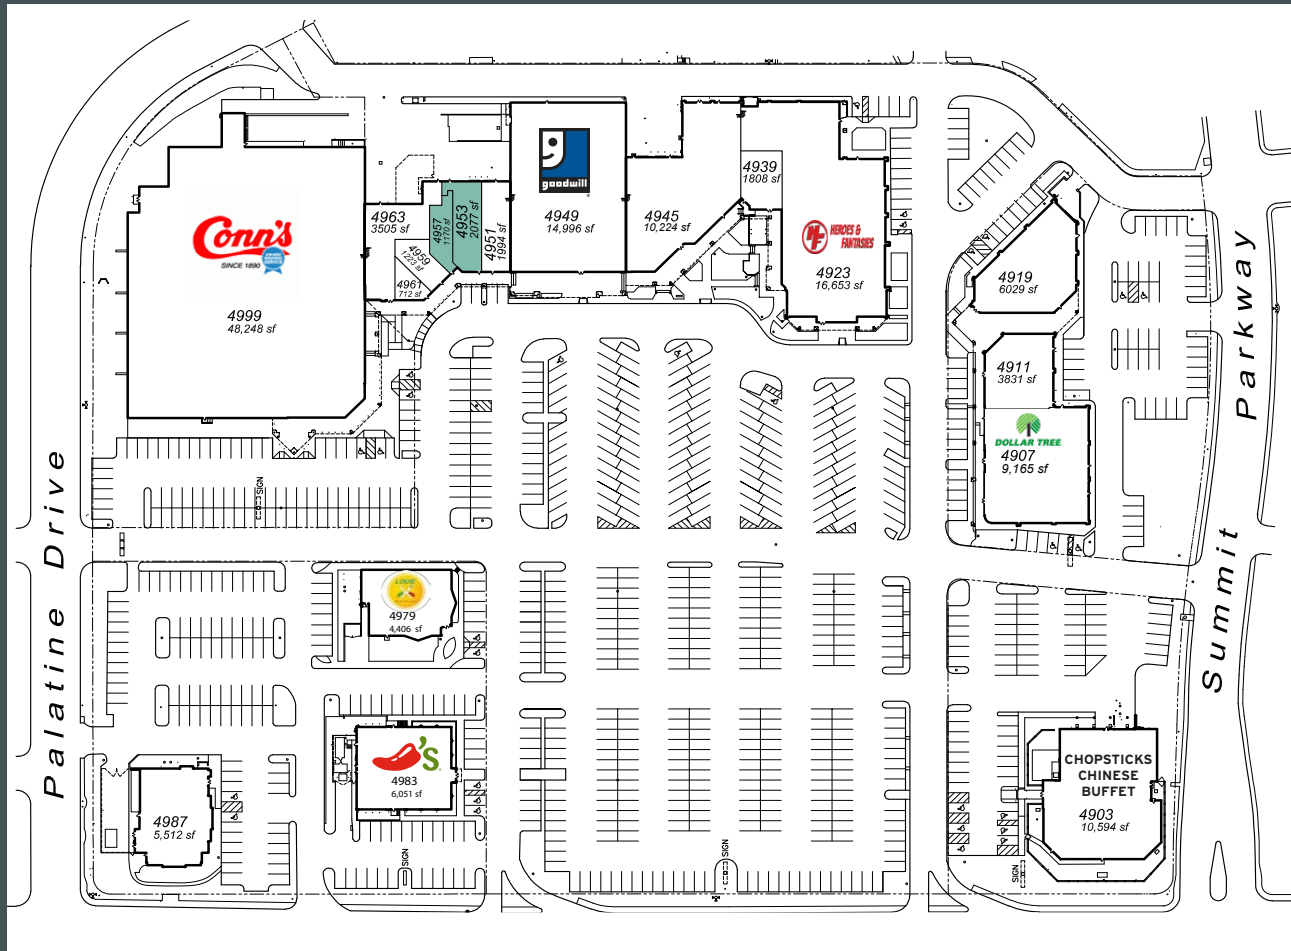 goodwill
4949
14,996 sf
4939
1808 sf
4945
10,224 sf
HEROES &
FANTASIES
4923
16,653 sf
Conn's
SINCE 1890
4999
48,248 sf
4963
3505 sf
4957
1170 sf
4953
2077 sf
4951
1994 sf
4959
1223 sf
4961
712 sf
4919
6029 sf
4911
3831 sf
DOLLAR TREE
4907
9,165 sf
SIGN
LOUIE
4979
4,406 sf
'S
4983
6,051 sf
4987
5,512 sf
SIGN
SIGN
CHOPSTICKS
CHINESE
BUFFET
4903
10,594 sf
SIGN
Palatine Drive
Summit Parkway